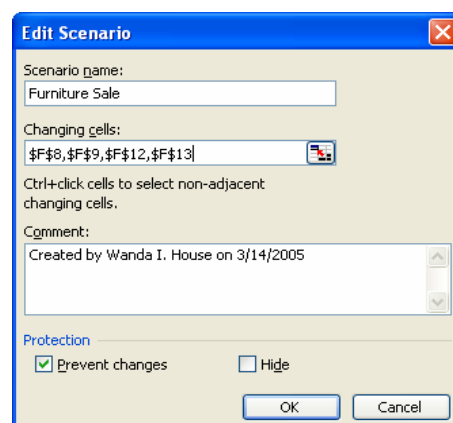 Edit Scenario
Scenario name:
Furniture Sale
Changing cells:
$F$8,$F$9,$F$12,$F$13
Ctrl+click cells to select non-adjacent
changing cells.
Comment:
Created by Wanda I. House on 3/14/2005
Protection
Prevent changes
Hide
OK
Cancel